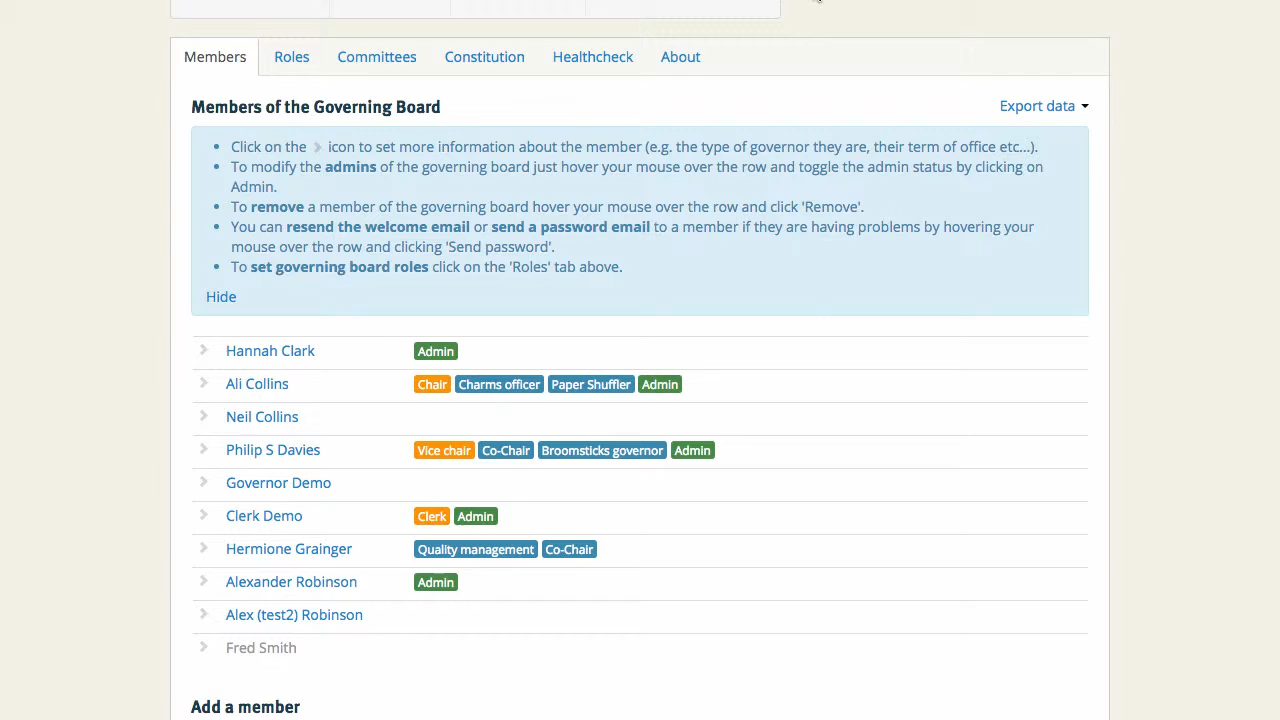 Members Roles Committees Constitution Healthcheck About
Members of the Governing Board Export data
Click on the icon to set more information about the member (e.g. the type of governor they are, their term of office etc...).
To modify the admins of the governing board just hover your mouse over the row and toggle the admin status by clicking on
Admin.
To remove a member of the governing board hover your mouse over the row and click 'Remove'.
You can resend the welcome email or send a password email to a member if they are having problems by hovering your
mouse over the row and clicking 'Send password'.
To set governing board roles click on the 'Roles' tab above.
Hide
Hannah Clark Admin
Ali Collins Chair Charms officer Paper Shuffler Admin
Neil Collins
Philip S Davies Vice chair Co-Chair Broomsticks governor Admin
Governor Demo
Clerk Demo Clerk Admin
Hermione Grainger Quality management Co-Chair
Alexander Robinson Admin
Alex (test2) Robinson
Fred Smith
Add a member